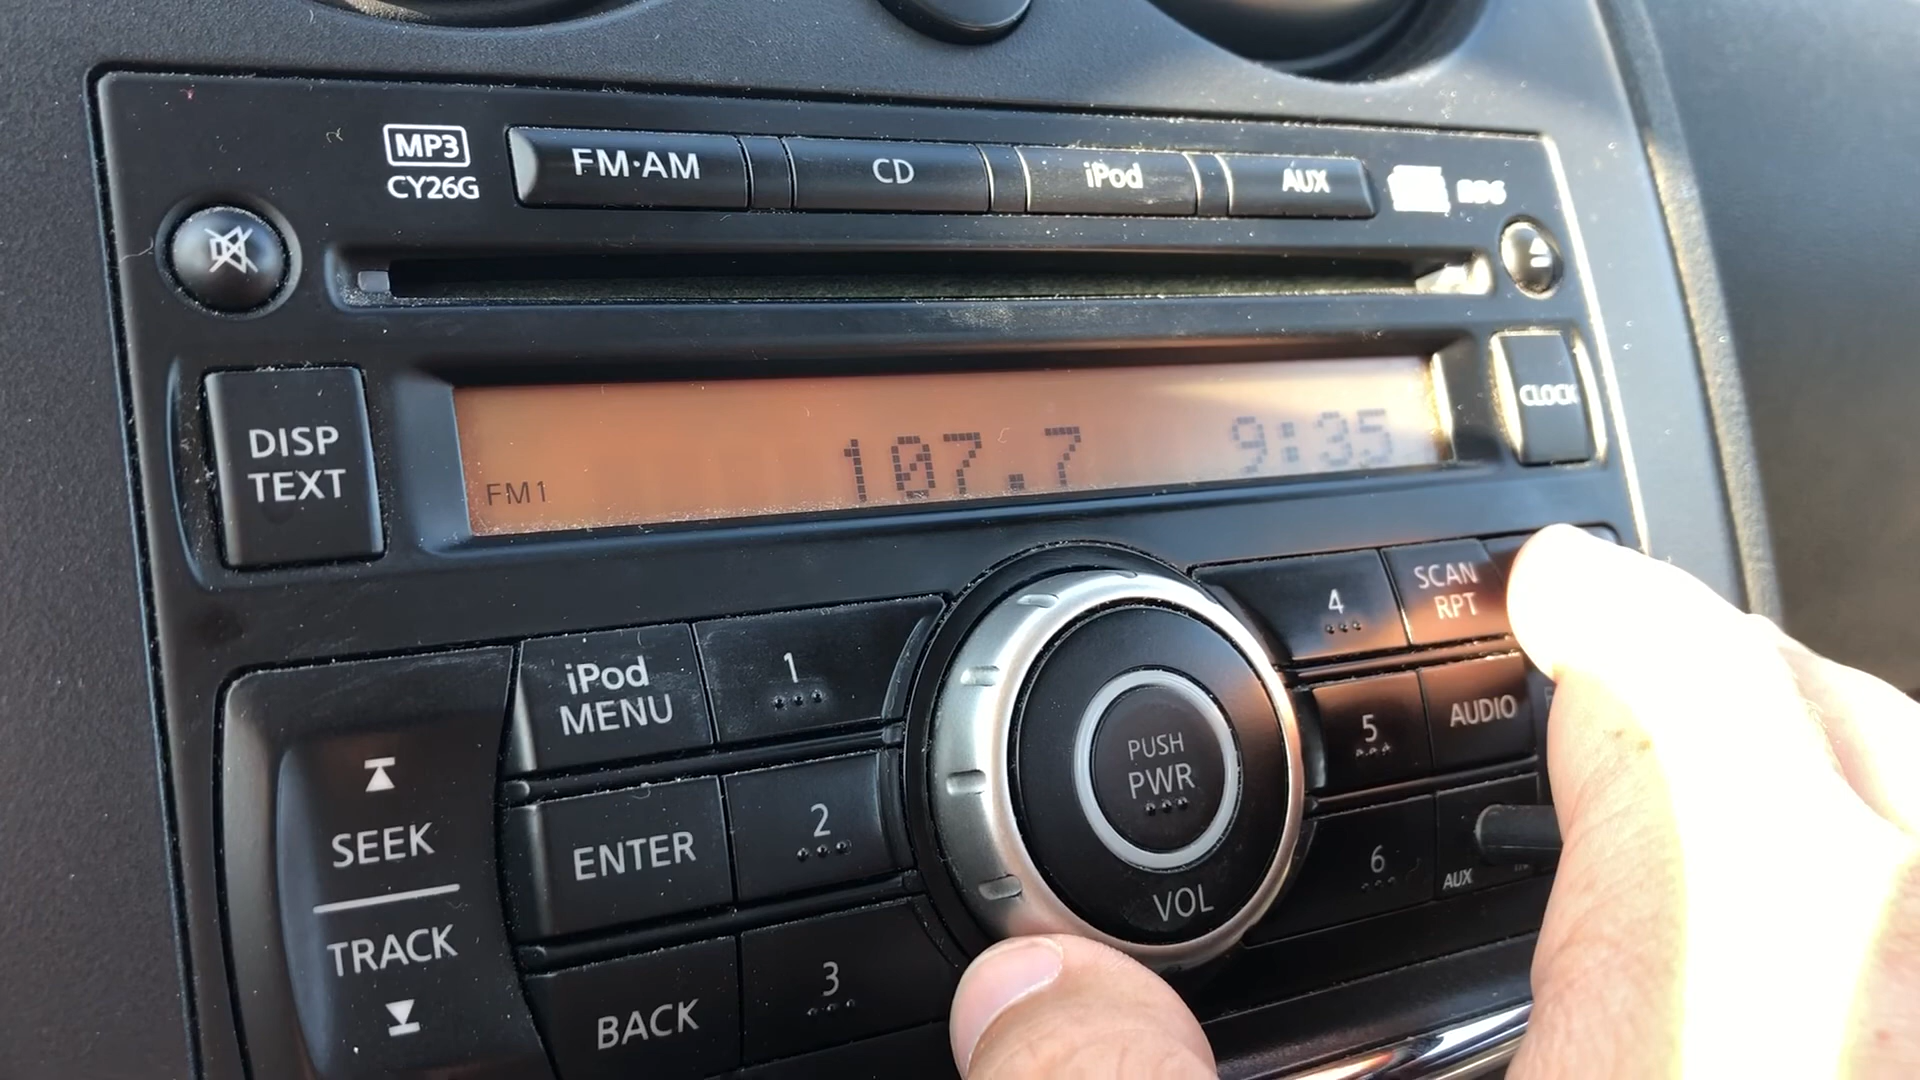 MP3
CY26G
FM·AM
CD
iPod
AUX
DISP
TEXT
FM1
107.7
9:35
CLOCK
iPod
MENU
1
4
SCAN
RPT
SEEK
TRACK
ENTER
2
PUSH
PWR
VOL
5
AUDIO
BACK
3
6
AUX